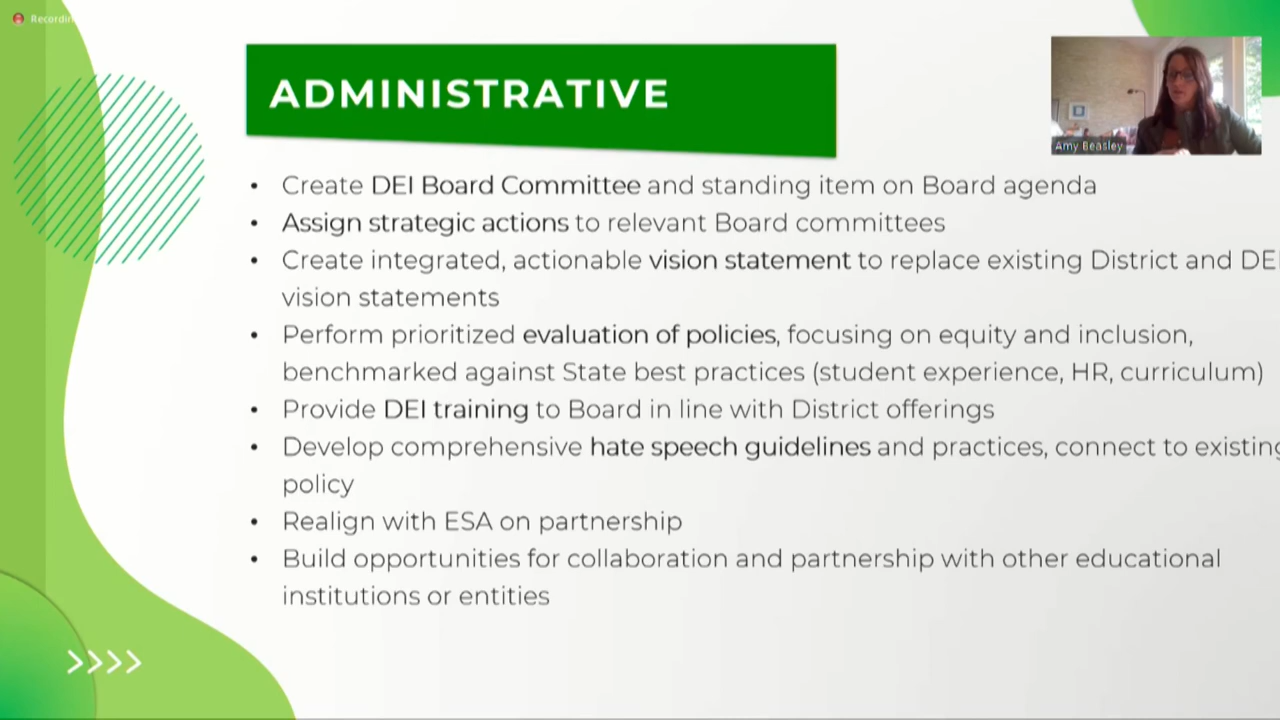 Recordin
ADMINISTRATIVE
Amy Beasley
• Create DEI Board Committee and standing item on Board agenda
• Assign strategic actions to relevant Board committees
• Create integrated, actionable vision statement to replace existing District and DEI
vision statements
• Perform prioritized evaluation of policies, focusing on equity and inclusion,
benchmarked against State best practices (student experience, HR, curriculum)
• Provide DEI training to Board in line with District offerings
• Develop comprehensive hate speech guidelines and practices, connect to existing
policy
• Realign with ESA on partnership
• Build opportunities for collaboration and partnership with other educational
institutions or entities